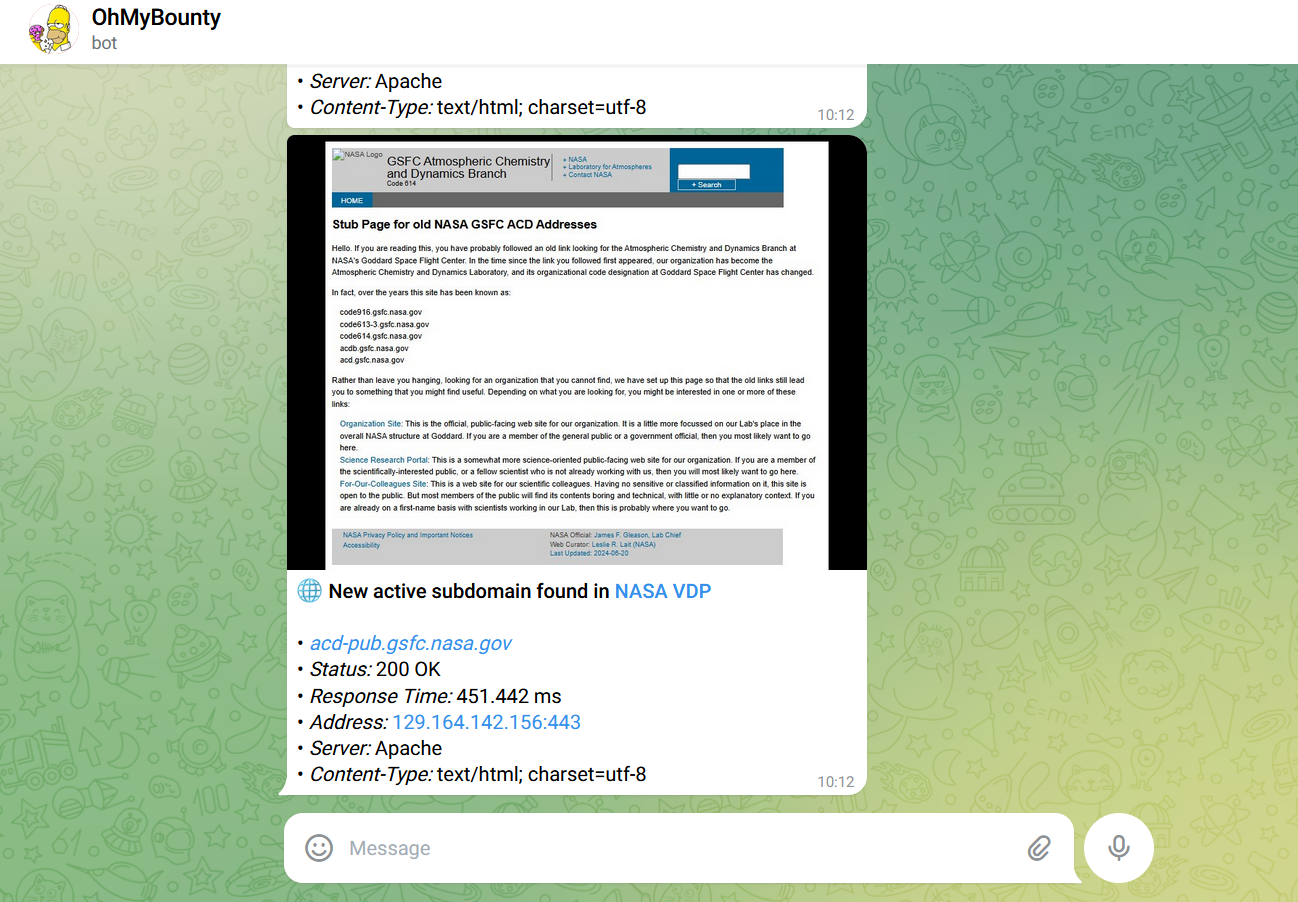 OhMyBounty
bot
• Server: Apache
• Content-Type: text/html; charset=utf-8
10:12
NASA Logo
GSFC Atmospheric Chemistry
and Dynamics Branch
Code 614
+ NASA
+ Laboratory for Atmospheres
+ Contact NASA
+ Search
HOME
Stub Page for old NASA GSFC ACD Addresses
Hello. If you are reading this, you have probably followed an old link looking for the Atmospheric Chemistry and Dynamics Branch at
NASA's Goddard Space Flight Center. In the time since the link you followed first appeared, our organization has become the
Atmospheric Chemistry and Dynamics Laboratory, and its organizational code designation at Goddard Space Flight Center has changed.
In fact, over the years this site has been known as:
code916.gsfc.nasa.gov
code613-3.gsfc.nasa.gov
code614.gsfc.nasa.gov
acdb.gsfc.nasa.gov
acd.gsfc.nasa.gov
Rather than leave you hanging, looking for an organization that you cannot find, we have set up this page so that the old links still lead
you to something that you might find useful. Depending on what you are looking for, you might be interested in one or more of these
links:
Organization Site: This is the official, public-facing web site for our organization. It is a little more focussed on our Lab's place in the
overall NASA structure at Goddard. If you are a member of the general public or a government official, then you most likely want to go
here.
Science Research Portal: This is a somewhat more science-oriented public-facing web site for our organization. If you are a member of
the scientifically-interested public, or a fellow scientist who is not already working with us, then you will most likely want to go here.
For-Our-Colleagues Site: This is a web site for our scientific colleagues. Having no sensitive or classified information on it, this site is
open to the public. But most members of the public will find its contents boring and technical, with little or no explanatory context. If you
are already on a first-name basis with scientists working in our Lab, then this is probably where you want to go.
NASA Privacy Policy and Important Notices
Accessibility
NASA Official: James F. Gleason, Lab Chief
Web Curator: Leslie R. Lait (NASA)
Last Updated: 2024-06-20
New active subdomain found in NASA VDP
• acd-pub.gsfc.nasa.gov
• Status: 200 OK
• Response Time: 451.442 ms
• Address: 129.164.142.156:443
• Server: Apache
• Content-Type: text/html; charset=utf-8
10:12
Message